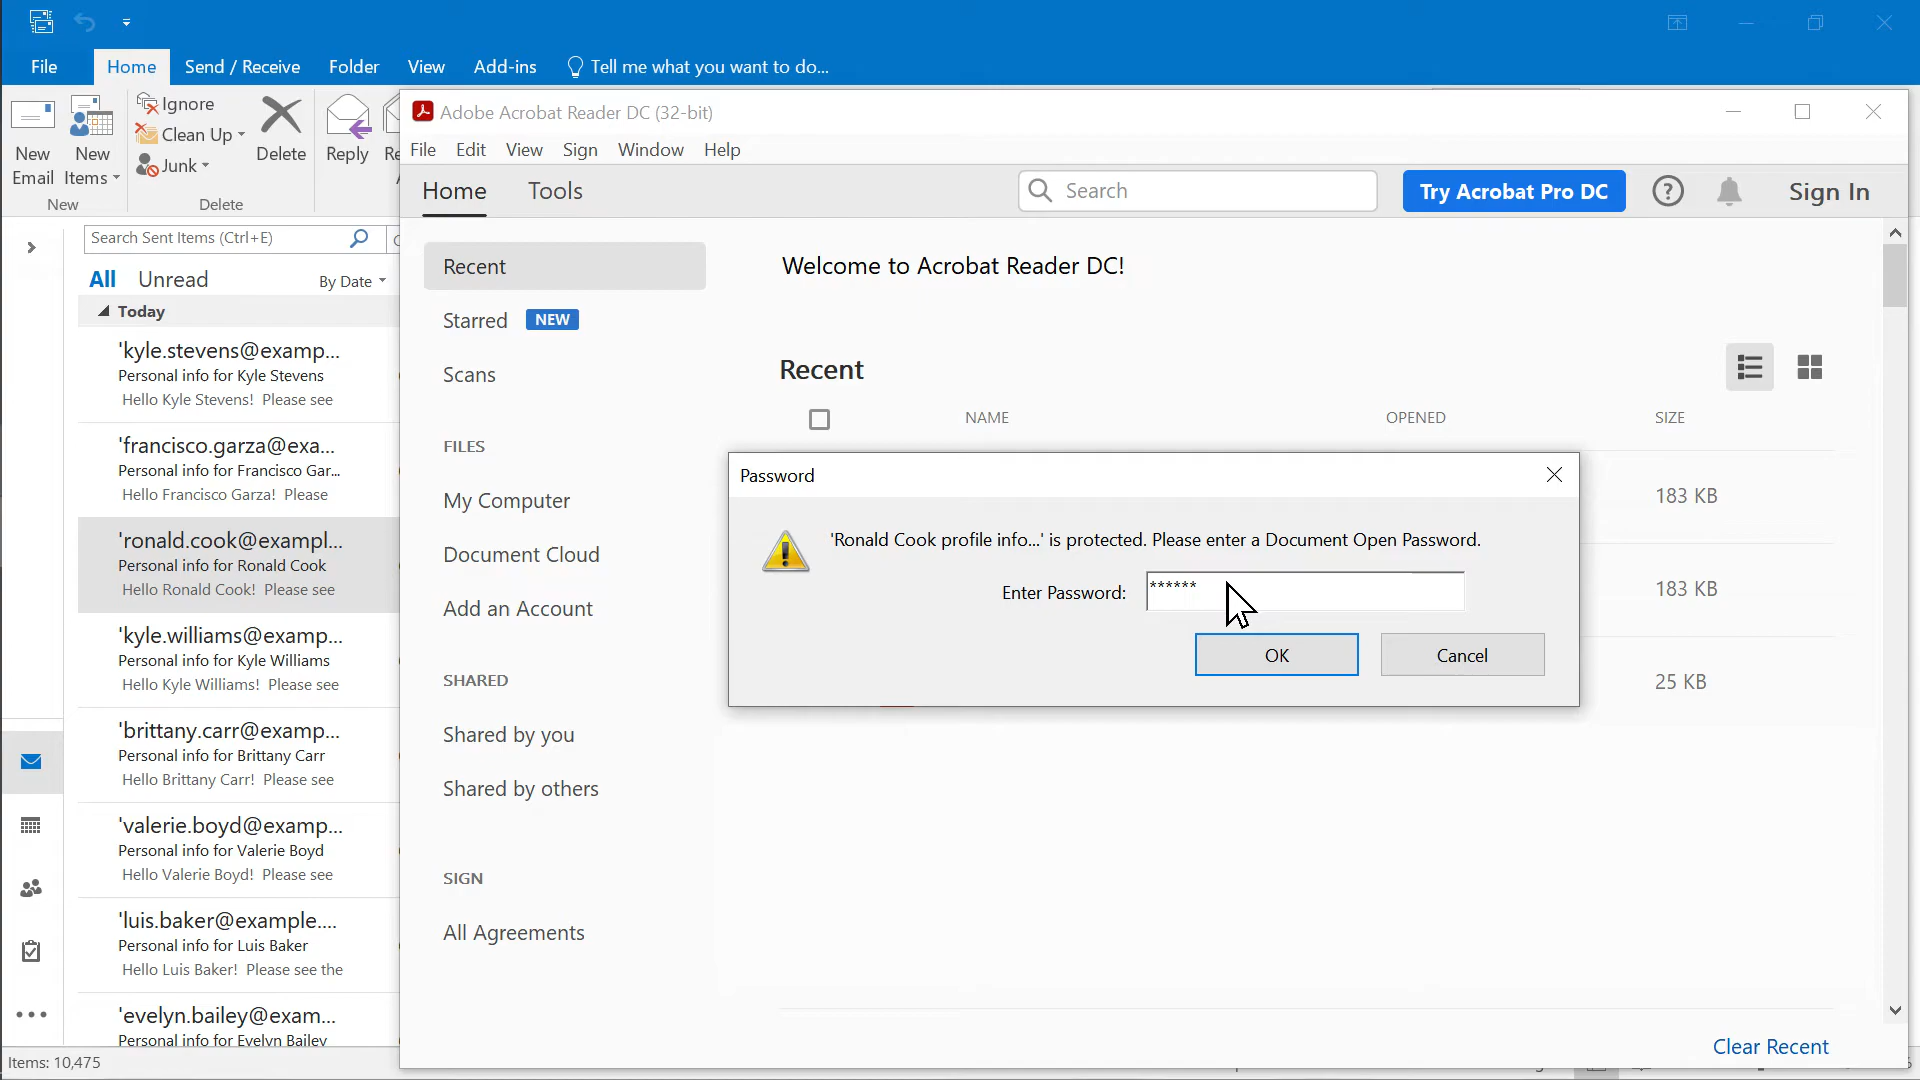 File
Home
Send / Receive
Folder
View
Add-ins
Tell me what you want to do...
New Email
New Items
New
Ignore
Clean Up
Junk
Delete
Delete
Reply
Search Sent Items (Ctrl+E)
All
Unread
By Date
Today
'kyle.stevens@examp...
Personal info for Kyle Stevens
Hello Kyle Stevens! Please see
'francisco.garza@exa...
Personal info for Francisco Gar...
Hello Francisco Garza! Please
'ronald.cook@exampl...
Personal info for Ronald Cook
Hello Ronald Cook! Please see
'kyle.williams@examp...
Personal info for Kyle Williams
Hello Kyle Williams! Please see
'brittany.carr@examp...
Personal info for Brittany Carr
Hello Brittany Carr! Please see
'valerie.boyd@examp...
Personal info for Valerie Boyd
Hello Valerie Boyd! Please see
'luis.baker@example....
Personal info for Luis Baker
Hello Luis Baker! Please see the
'evelyn.bailey@exam...
Personal info for Evelyn Bailey
Items: 10,475
Adobe Acrobat Reader DC (32-bit)
File
Edit
View
Sign
Window
Help
Home
Tools
Search
Try Acrobat Pro DC
Sign In
Recent
Starred
NEW
Scans
FILES
My Computer
Document Cloud
Add an Account
SHARED
Shared by you
Shared by others
SIGN
All Agreements
Welcome to Acrobat Reader DC!
Recent
NAME
OPENED
SIZE
183 KB
183 KB
25 KB
Password
'Ronald Cook profile info...' is protected. Please enter a Document Open Password.
Enter Password:
******
OK
Cancel
Clear Recent